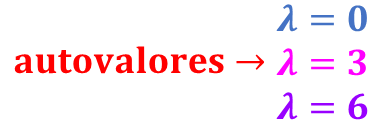 λ = 0
autovalores → λ = 3
λ = 6